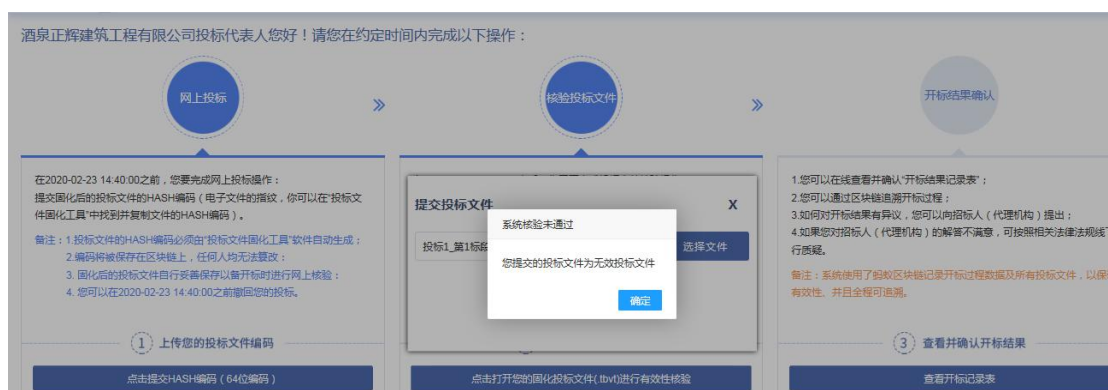 酒泉正辉建筑工程有限公司投标代表人您好！请您在约定时间内完成以下操作：
网上投标
核验投标文件
开标结果确认
在2020-02-23 14:40:00之前，您要完成网上投标操作：
提交固化后的投标文件的HASH编码（电子文件的指纹，你可以在“投标文
件固化工具”中找到并复制文件的HASH编码）。
备注：1.投标文件的HASH编码必须由“投标文件固化工具”软件自动生成；
2.编码将被保存在区块链上，任何人均无法篡改；
3. 固化后的投标文件自行妥善保存以备开标时进行网上核验；
4. 您可以在2020-02-23 14:40:00之前撤回您的投标。
1 上传您的投标文件编码
点击提交HASH编码（64位编码）
提交投标文件
X
投标1_第1标段
选择文件
系统核验未通过
您提交的投标文件为无效投标文件
确定
点击打开您的固化投标文件(.tbvt)进行有效性核验
1.您可以在线查看并确认“开标结果记录表”；
2.您可以通过区块链追溯开标过程；
3.如何对开标结果有异议，您可以向招标人（代理机构）提出；
4.如果您对招标人（代理机构）的解答不满意，可按照相关法律法规线下
行质疑。
备注：系统使用了蚂蚁区块链记录开标过程数据及所有投标文件，以保
有效性、并且全程可追溯。
3 查看并确认开标结果
查看开标记录表